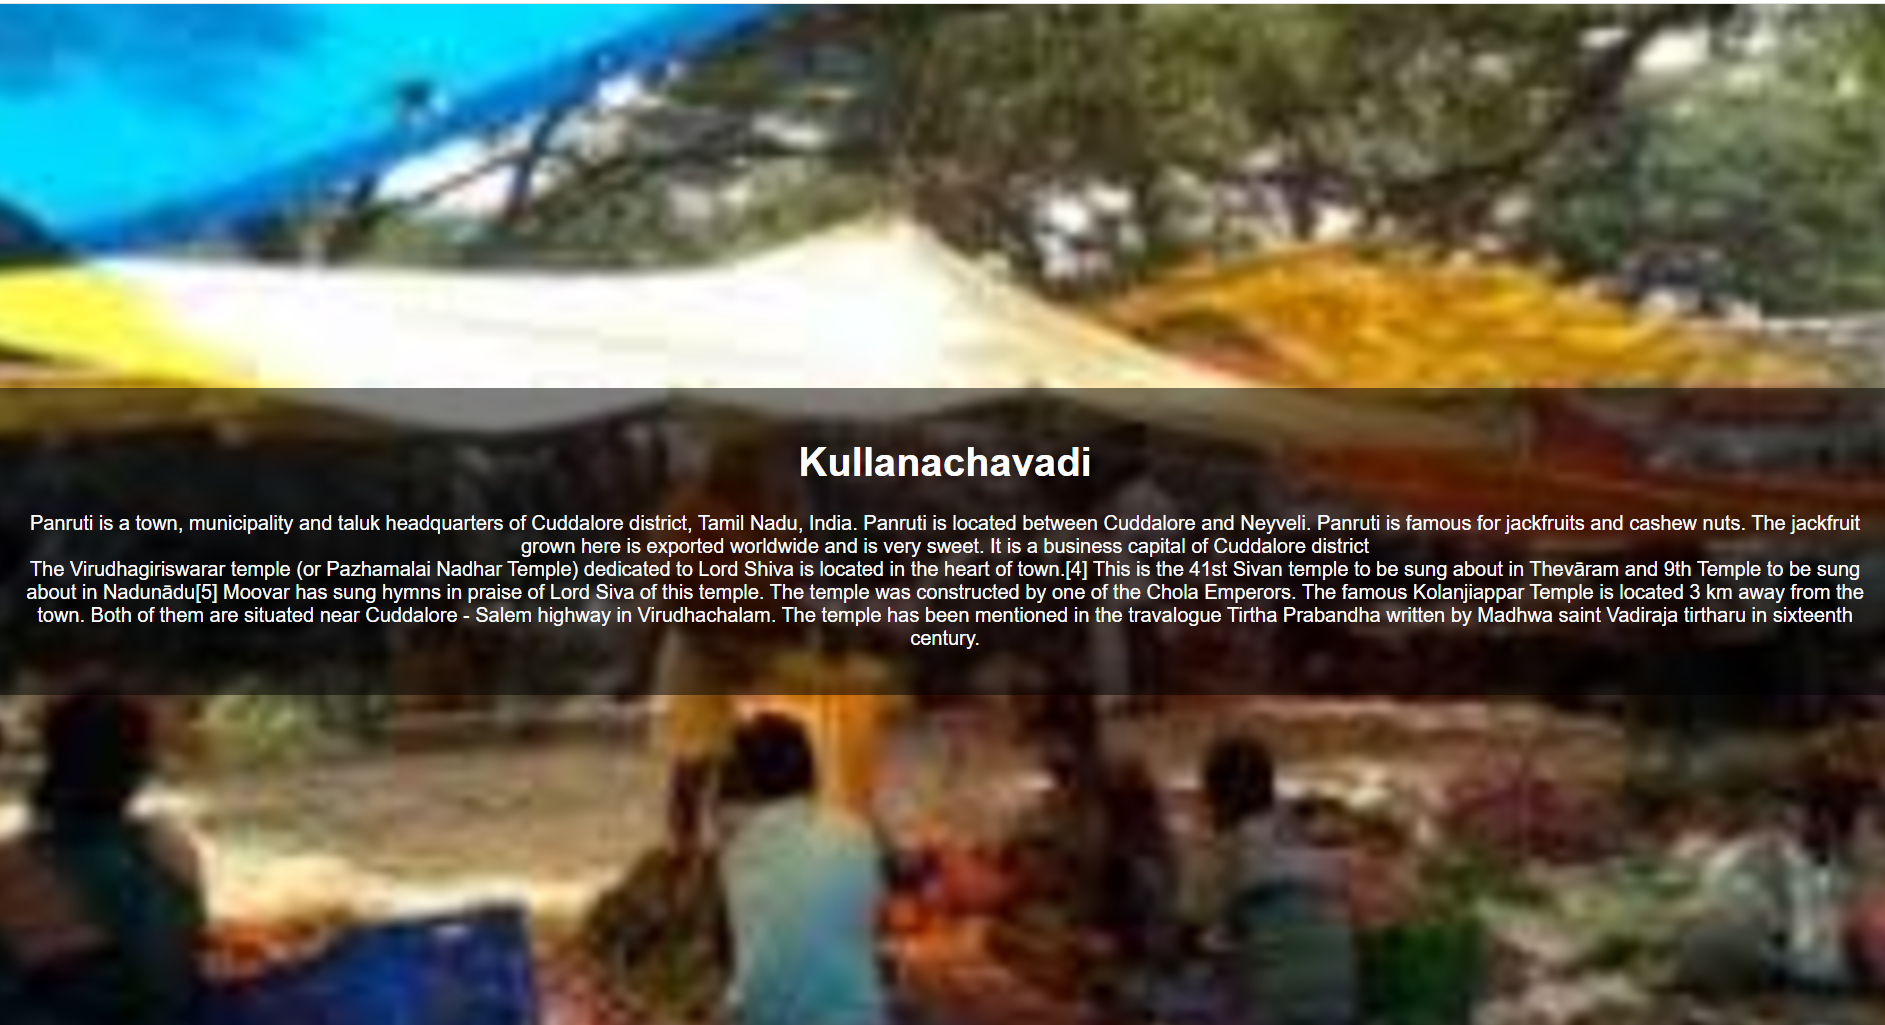 Kullanachavadi
Panruti is a town, municipality and taluk headquarters of Cuddalore district, Tamil Nadu, India. Panruti is located between Cuddalore and Neyveli. Panruti is famous for jackfruits and cashew nuts. The jackfruit
grown here is exported worldwide and is very sweet. It is a business capital of Cuddalore district
The Virudhagiriswarar temple (or Pazhamalai Nadhar Temple) dedicated to Lord Shiva is located in the heart of town.[4] This is the 41st Sivan temple to be sung about in Thevāram and 9th Temple to be sung
about in Nadunādu[5] Moovar has sung hymns in praise of Lord Siva of this temple. The temple was constructed by one of the Chola Emperors. The famous Kolanjiappar Temple is located 3 km away from the
town. Both of them are situated near Cuddalore - Salem highway in Virudhachalam. The temple has been mentioned in the travalogue Tirtha Prabandha written by Madhwa saint Vadiraja tirtharu in sixteenth
century.